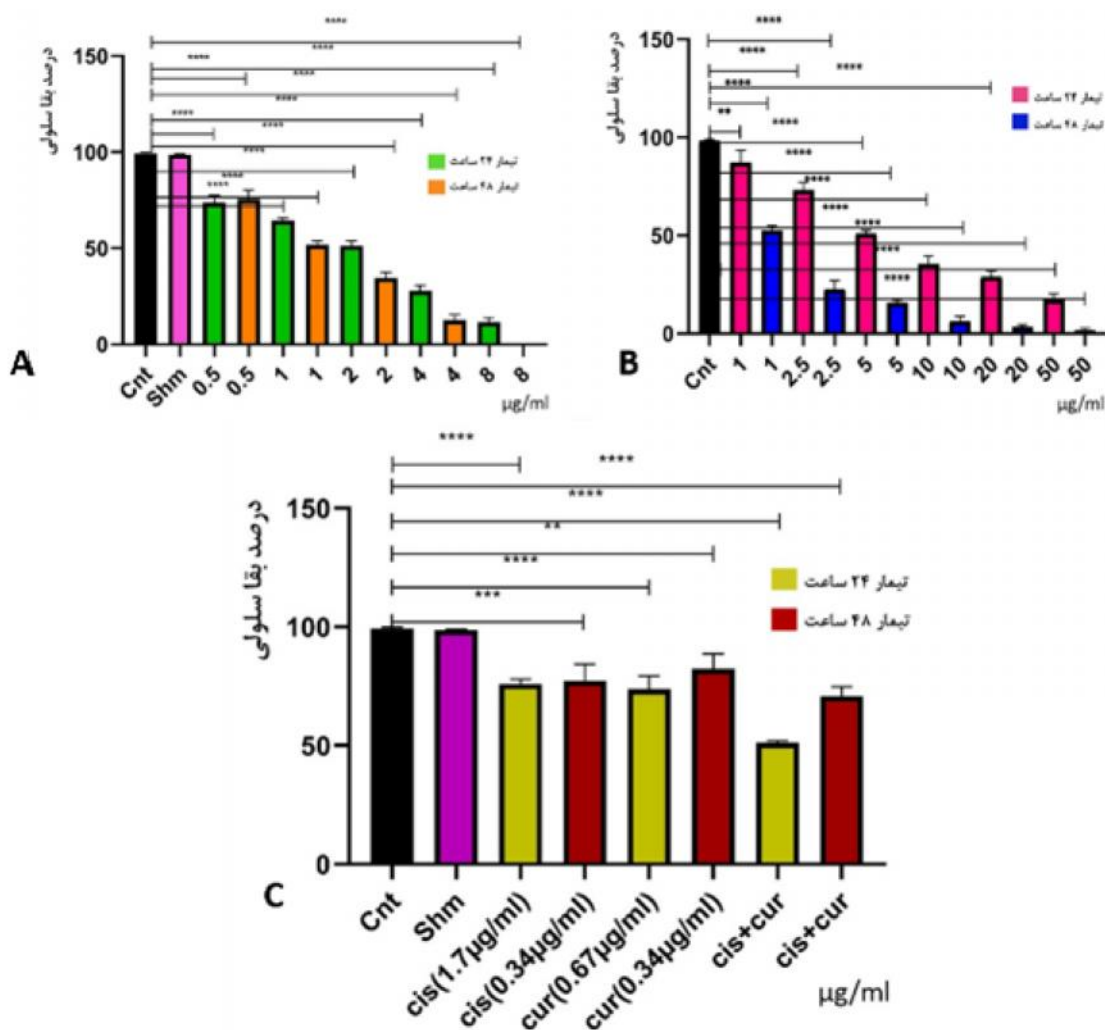 ****
****
****
****
****
****
****
****
****
****
درصد بقا سلولی
150
100
50
0
تیمار ۲۴ ساعت
تیمار ۴۸ ساعت
Cnt Shm 0.5 0.5 1 1 2 2 4 4 8 8
µg/ml
A
****
****
****
****
**
****
****
****
****
****
****
****
درصد بقا سلولی
150
100
50
0
تیمار ۲۴ ساعت
تیمار ۴۸ ساعت
Cnt 1 1 2.5 2.5 5 5 10 10 20 20 50 50
µg/ml
B
****
****
****
**
****
***
درصد بقا سلولی
150
100
50
0
تیمار ۲۴ ساعت
تیمار ۴۸ ساعت
Cnt Shm cis(1.7µg/ml) cis(0.34µg/ml) cur(0.67µg/ml) cur(0.34µg/ml) cis+cur cis+cur
µg/ml
C